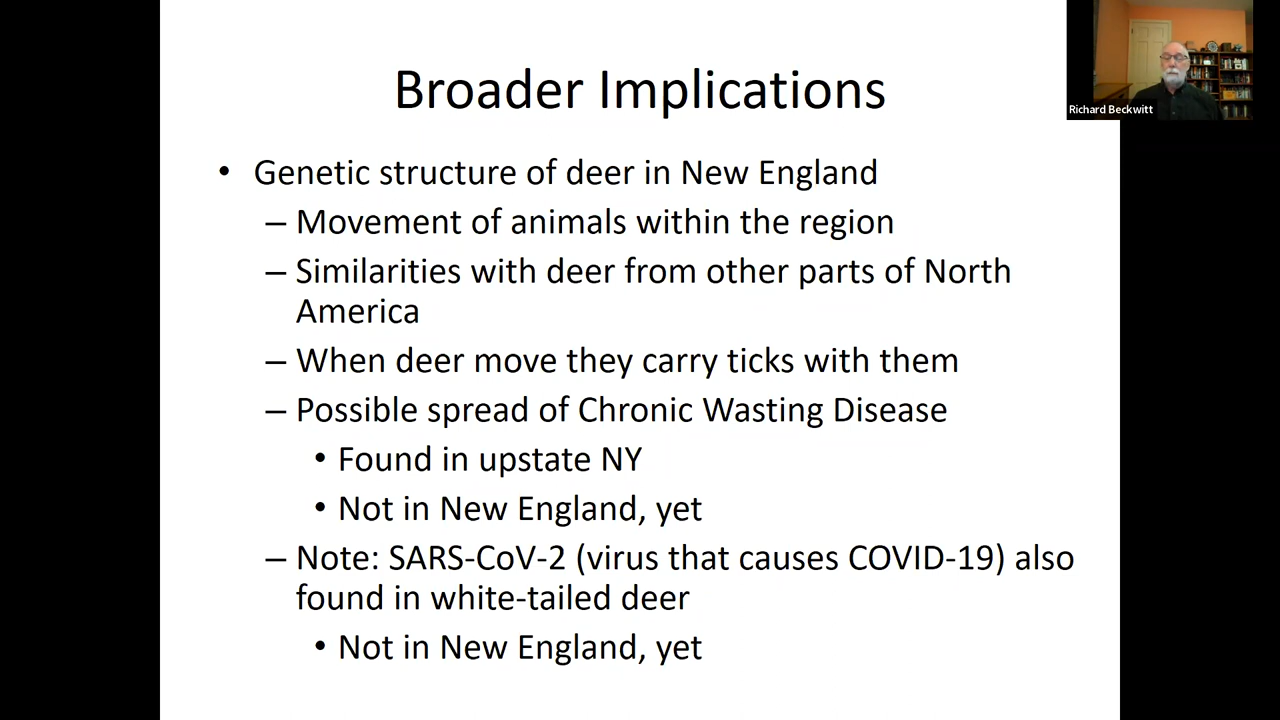 Broader Implications
Richard Beckwitt
• Genetic structure of deer in New England
– Movement of animals within the region
– Similarities with deer from other parts of North
America
– When deer move they carry ticks with them
– Possible spread of Chronic Wasting Disease
• Found in upstate NY
• Not in New England, yet
– Note: SARS-CoV-2 (virus that causes COVID-19) also
found in white-tailed deer
• Not in New England, yet